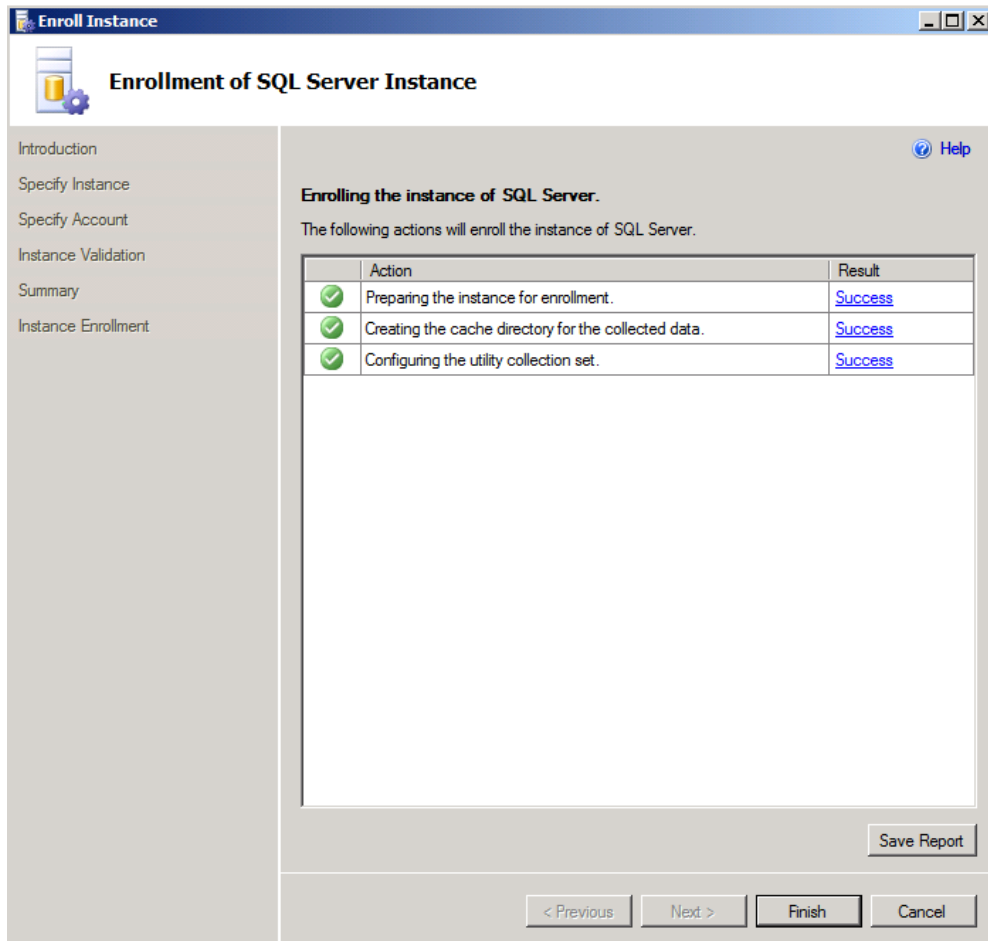 Enroll Instance
Enrollment of SQL Server Instance
Introduction
Specify Instance
Specify Account
Instance Validation
Summary
Instance Enrollment
Help
Enrolling the instance of SQL Server.
The following actions will enroll the instance of SQL Server.
Action Result
Preparing the instance for enrollment. Success
Creating the cache directory for the collected data. Success
Configuring the utility collection set. Success
Save Report
< Previous Next > Finish Cancel